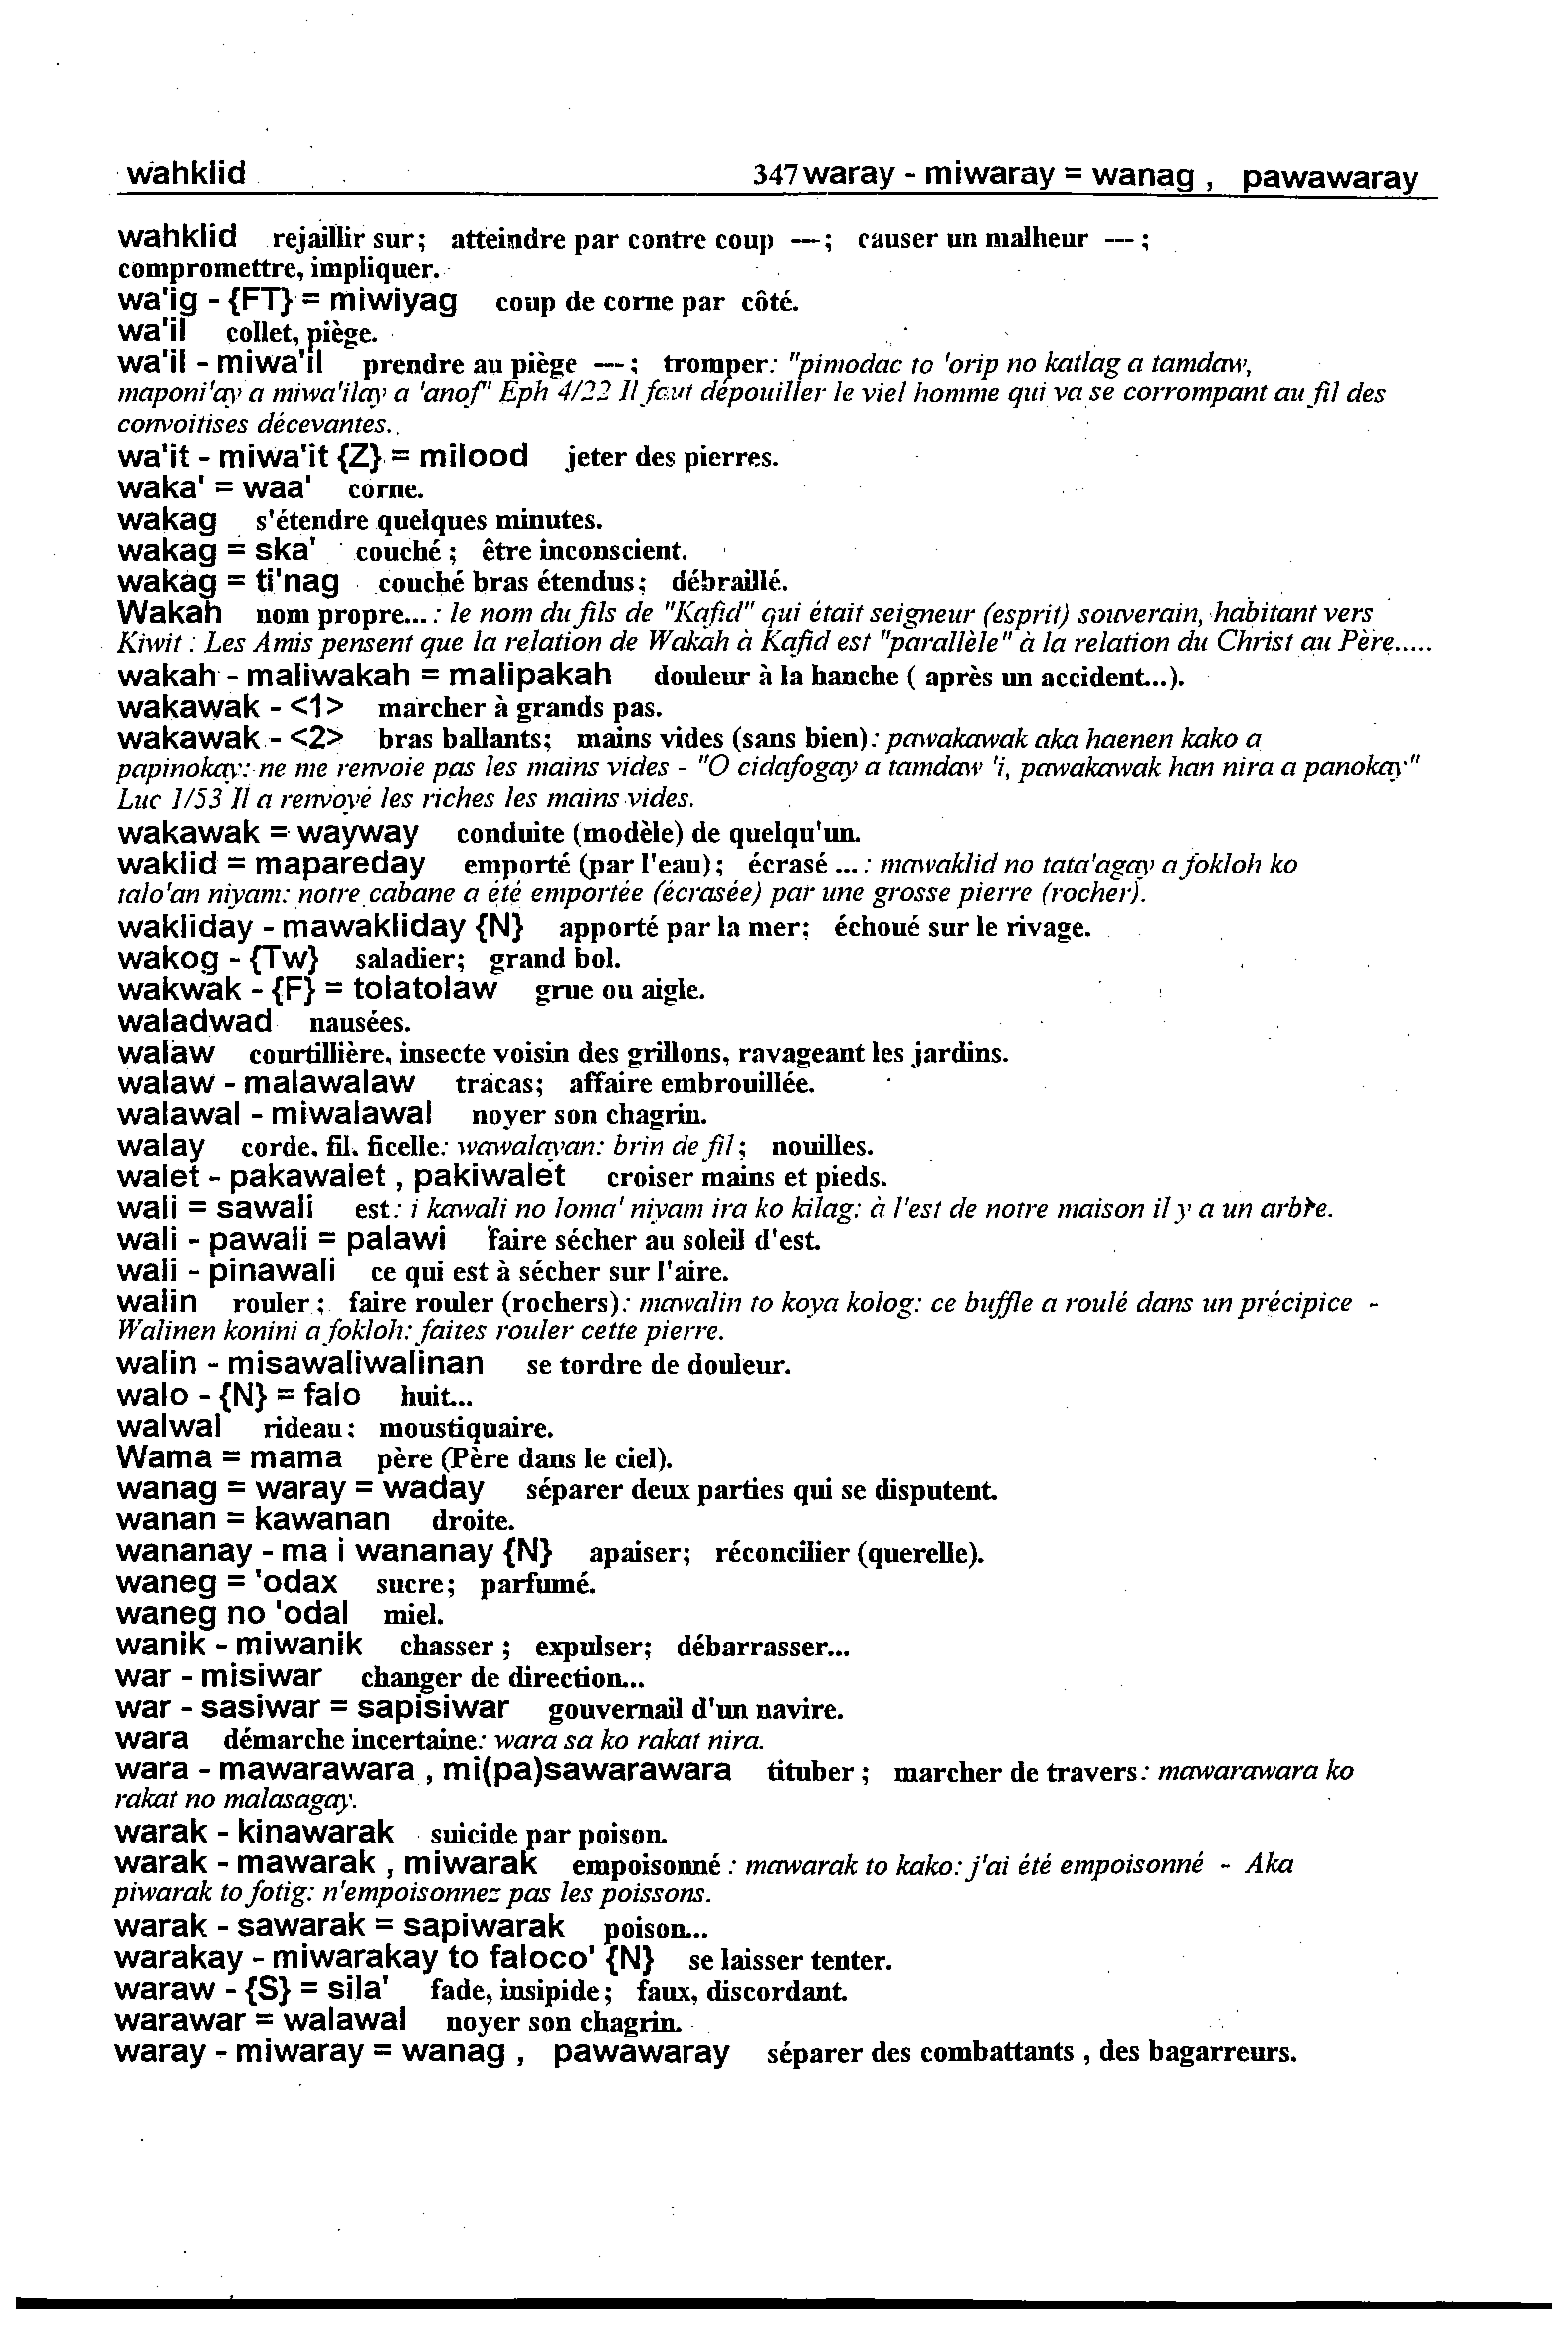 wahklid 347 waray - miwaray = wanag , pawawaray
wahklid rejaillir sur; atteindre par contre coup ---; causer un malheur --- ;
compromettre, impliquer.
wa'ig - {FT} = miwiyag coup de corne par côté.
wa'il collet, piège.
wa'il - miwa'il prendre au piège ---; tromper: "pimodac to 'orip no katlag a tamdaw,
maponi'ay a miwa'ilay a 'anof" Eph 4/22 Il faut dépouiller le viel homme qui va se corrompant au fil des
convoitises décevantes..
wa'it - miwa'it {Z} = milood jeter des pierres.
waka' = waa' corne.
wakag s'étendre quelques minutes.
wakag = ska' couché ; être inconscient.
wakag = ti'nag couché bras étendus; débraillé.
Wakah nom propre... : le nom du fils de "Kafid" qui était seigneur (esprit) souverain, habitant vers
Kiwit : Les Amis pensent que la relation de Wakah à Kafid est "parallèle" à la relation du Christ au Père.....
wakah - maliwakah = malipakah douleur à la hanche ( après un accident...).
wakawak - <1> marcher à grands pas.
wakawak - <2> bras ballants; mains vides (sans bien): pawakawak aka haenen kako a
papinokay: ne me renvoie pas les mains vides - "O cidafogay a tamdaw 'i, pawakawak han nira a panokay"
Luc 1/53 Il a renvoyé les riches les mains vides.
wakawak = wayway conduite (modèle) de quelqu'un.
waklid = mapareday emporté (par l'eau); écrasé ... : mawaklid no tata'agay a fokloh ko
talo'an niyam: notre cabane a été emportée (écrasée) par une grosse pierre (rocher).
wakliday - mawakliday {N} apporté par la mer; échoué sur le rivage.
wakog - {Tw} saladier; grand bol.
wakwak - {F} = tolatolaw grue ou aigle.
waladwad nausées.
walaw courtillière, insecte voisin des grillons, ravageant les jardins.
walaw - malawalaw tracas; affaire embrouillée.
walawal - miwalawal noyer son chagrin.
walay corde, fil, ficelle: wawalayan: brin de fil; nouilles.
walet - pakawalet , pakiwalet croiser mains et pieds.
wali = sawali est: i kawali no loma' niyam ira ko kilag: à l'est de notre maison il y a un arbre.
wali - pawali = palawi faire sécher au soleil d'est.
wali - pinawali ce qui est à sécher sur l'aire.
walin rouler ; faire rouler (rochers): mawalin to koya kolog: ce buffle a roulé dans un précipice -
Walinen konini a fokloh: faites rouler cette pierre.
walin - misawaliwalinan se tordre de douleur.
walo - {N} = falo huit...
walwal rideau; moustiquaire.
Wama = mama père (Père dans le ciel).
wanag = waray = waday séparer deux parties qui se disputent.
wanan = kawanan droite.
wananay - ma i wananay {N} apaiser; réconcilier (querelle).
waneg = 'odax sucre; parfumé.
waneg no 'odal miel.
wanik - miwanik chasser ; expulser; débarrasser...
war - misiwar changer de direction...
war - sasiwar = sapisiwar gouvernail d'un navire.
wara démarche incertaine: wara sa ko rakat nira.
wara - mawarawara , mi(pa)sawarawara tituber ; marcher de travers: mawarawara ko
rakat no malasagay.
warak - kinawarak suicide par poison.
warak - mawarak , miwarak empoisonné : mawarak to kako: j'ai été empoisonné - Aka
piwarak to fotig: n'empoisonnez pas les poissons.
warak - sawarak = sapiwarak poison...
warakay - miwarakay to faloco' {N} se laisser tenter.
waraw - {S} = sila' fade, insipide ; faux, discordant.
warawar = walawal noyer son chagrin.
waray - miwaray = wanag , pawawaray séparer des combattants , des bagarreurs.